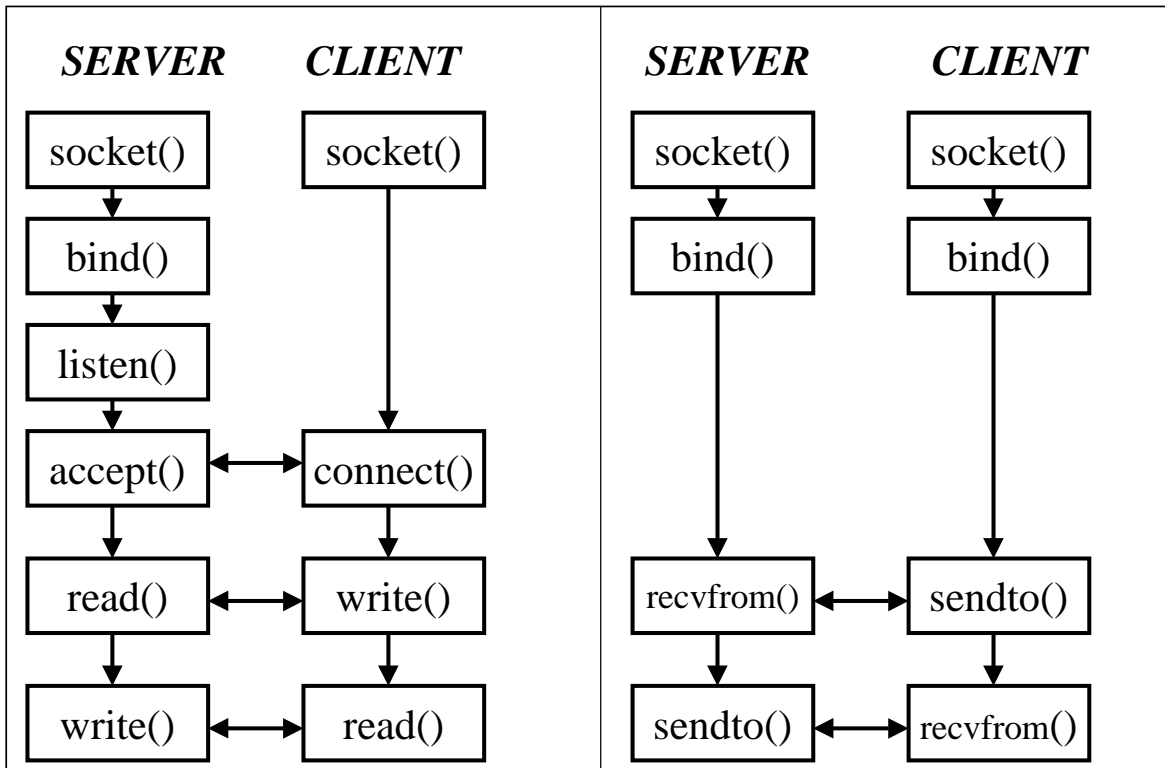 SERVER CLIENT
socket() socket()
bind()
listen()
accept() connect()
read() write()
write() read()
SERVER CLIENT
socket() socket()
bind() bind()
recvfrom() sendto()
sendto() recvfrom()